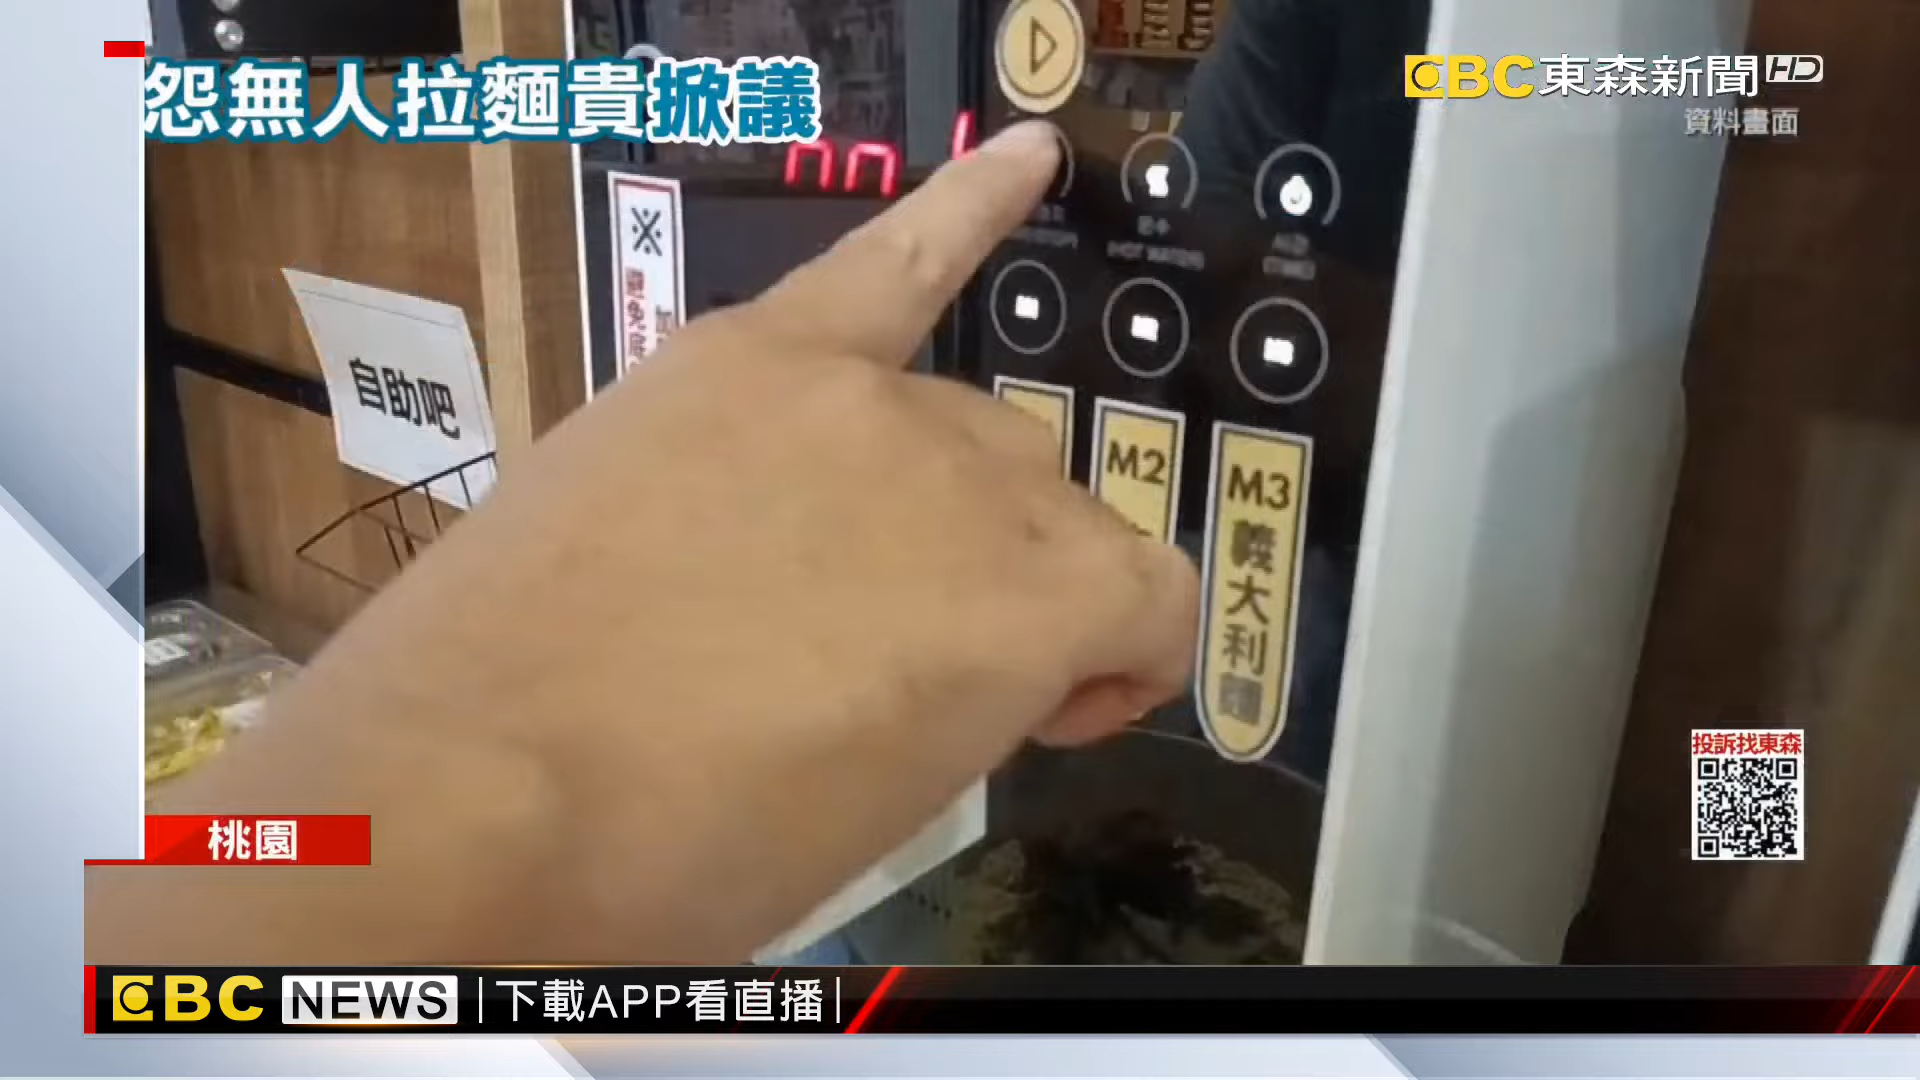 怨無人拉麵貴掀議
EBC東森新聞HD
資料畫面
※
避免
自助吧
HOT WATER
M2
M3
義大利麵
投訴找東森
桃園
EBC NEWS 下載APP看直播